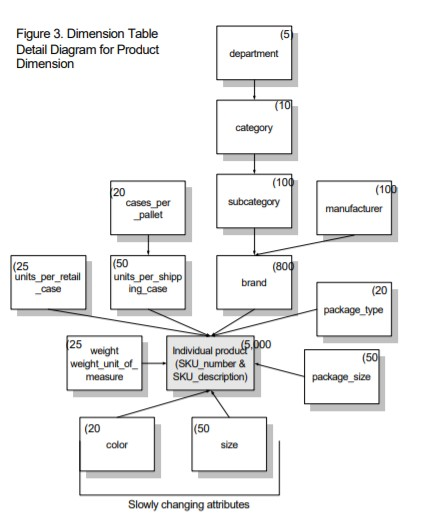 Figure 3. Dimension Table
Detail Diagram for Product
Dimension
(5)
department
(10
category
(100
subcategory
(100
manufacturer
(20
cases_per
_pallet
(25
units_per_retail
_case
(50
units_per_shipp
ing_case
(800
brand
(20
package_type
(25
weight
weight_unit_of_
measure
(5,000
Individual product
(SKU_number &
SKU_description)
(50
package_size
(20
color
(50
size
Slowly changing attributes